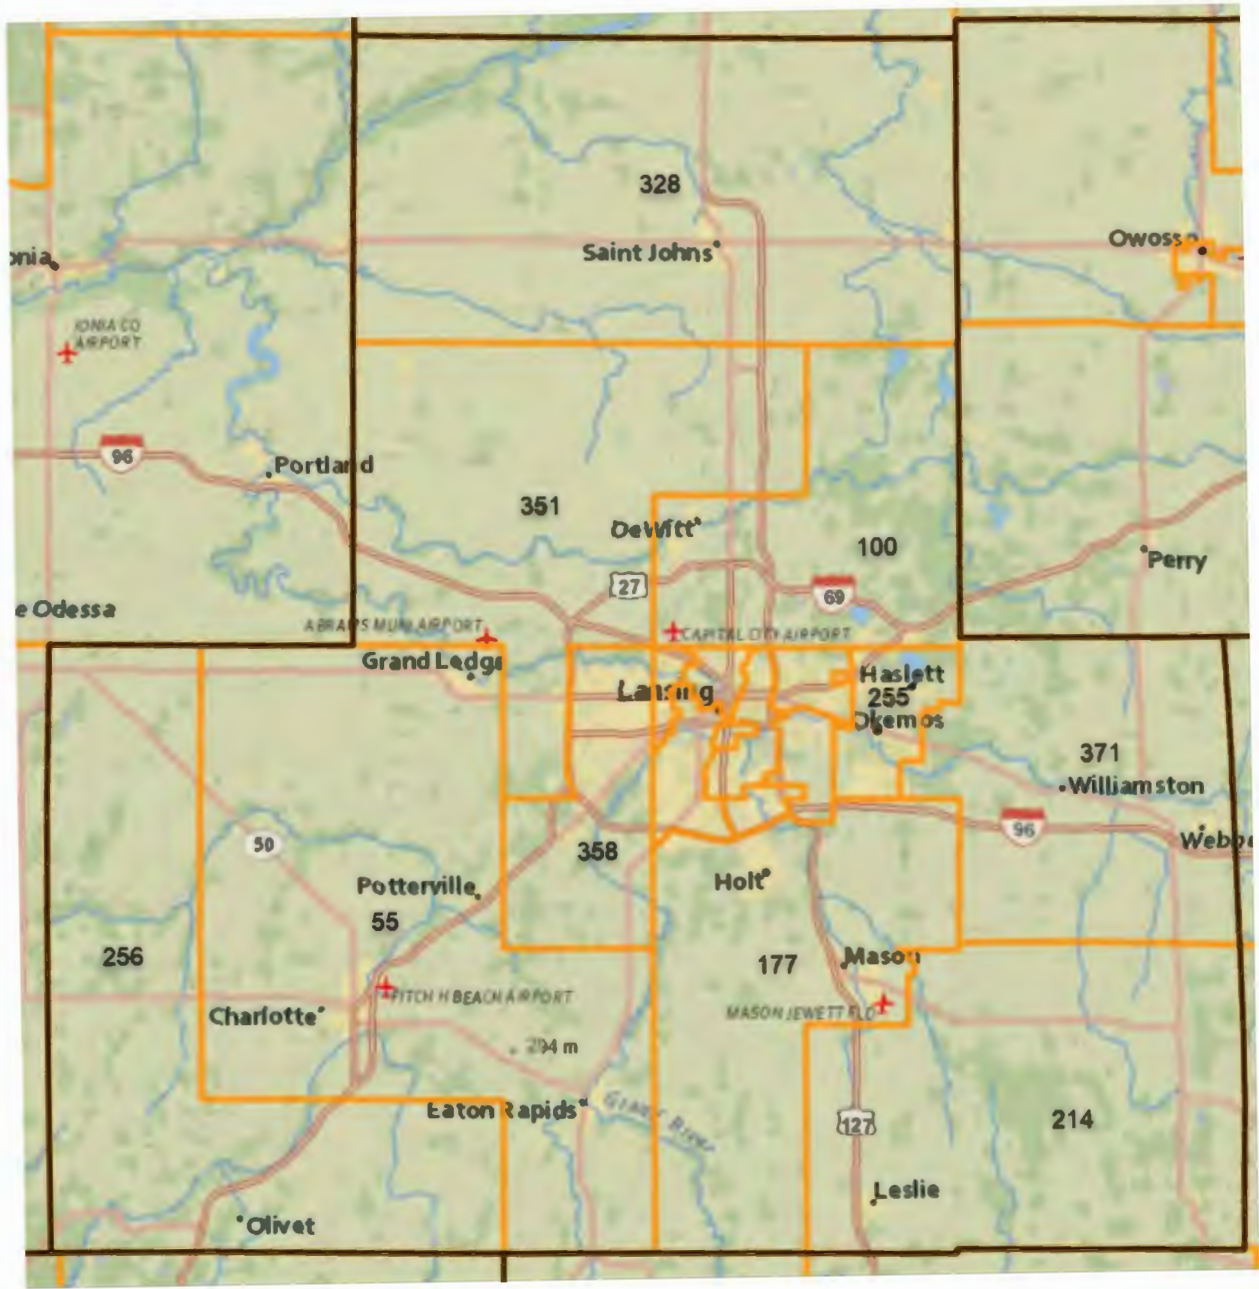 328
Saint Johns
Owosso
onia
IONIA CO
AIRPORT
96
Portland
351
DeWitt
100
27
69
Perry
e Odessa
ABRAMS MUNI AIRPORT
CAPITAL CITY AIRPORT
Grand Ledge
Lansing
Haslett
255
Okemos
371
Williamston
96
Webbe
50
358
Potterville
Holt
55
256
177
Mason
FITCH H BEACH AIRPORT
Charlotte
MASON JEWETT FLD
294 m
Eaton Rapids
Grand River
127
214
Leslie
Olivet